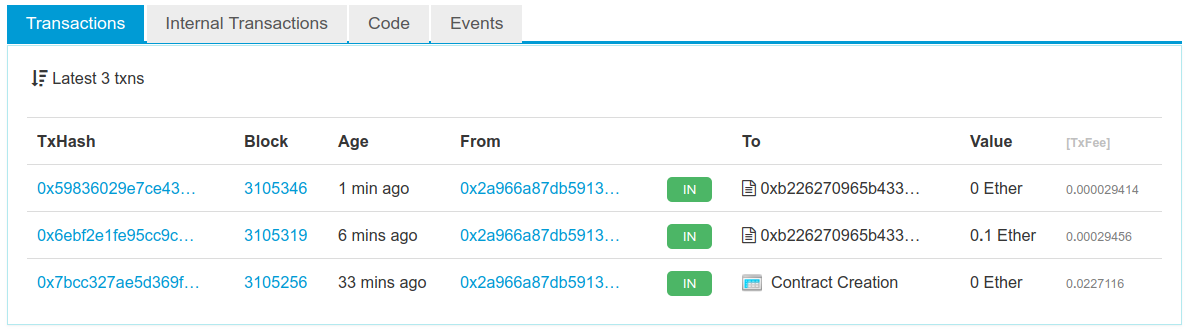 Transactions Internal Transactions Code Events
Latest 3 txns
TxHash Block Age From To Value [TxFee]
0x59836029e7ce43… 3105346 1 min ago 0x2a966a87db5913… IN 0xb226270965b433… 0 Ether 0.000029414
0x6ebf2e1fe95cc9c… 3105319 6 mins ago 0x2a966a87db5913… IN 0xb226270965b433… 0.1 Ether 0.00029456
0x7bcc327ae5d369f… 3105256 33 mins ago 0x2a966a87db5913… IN Contract Creation 0 Ether 0.0227116